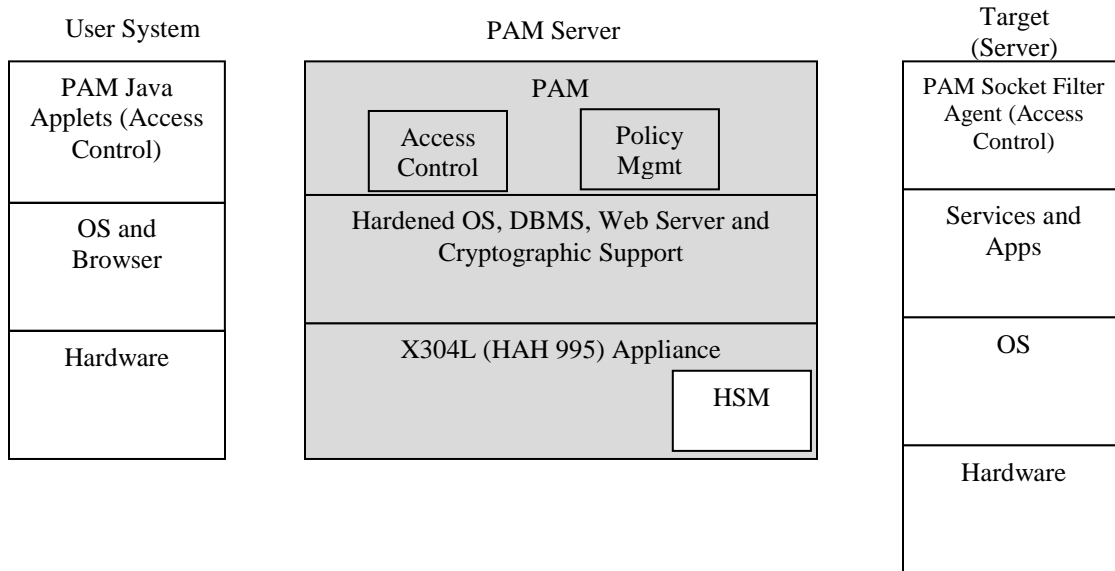 User System
PAM Java
Applets (Access
Control)
OS and
Browser
Hardware
PAM Server
PAM
Access
Control
Policy
Mgmt
Hardened OS, DBMS, Web Server and
Cryptographic Support
X304L (HAH 995) Appliance
HSM
Target
(Server)
PAM Socket Filter
Agent (Access
Control)
Services and
Apps
OS
Hardware